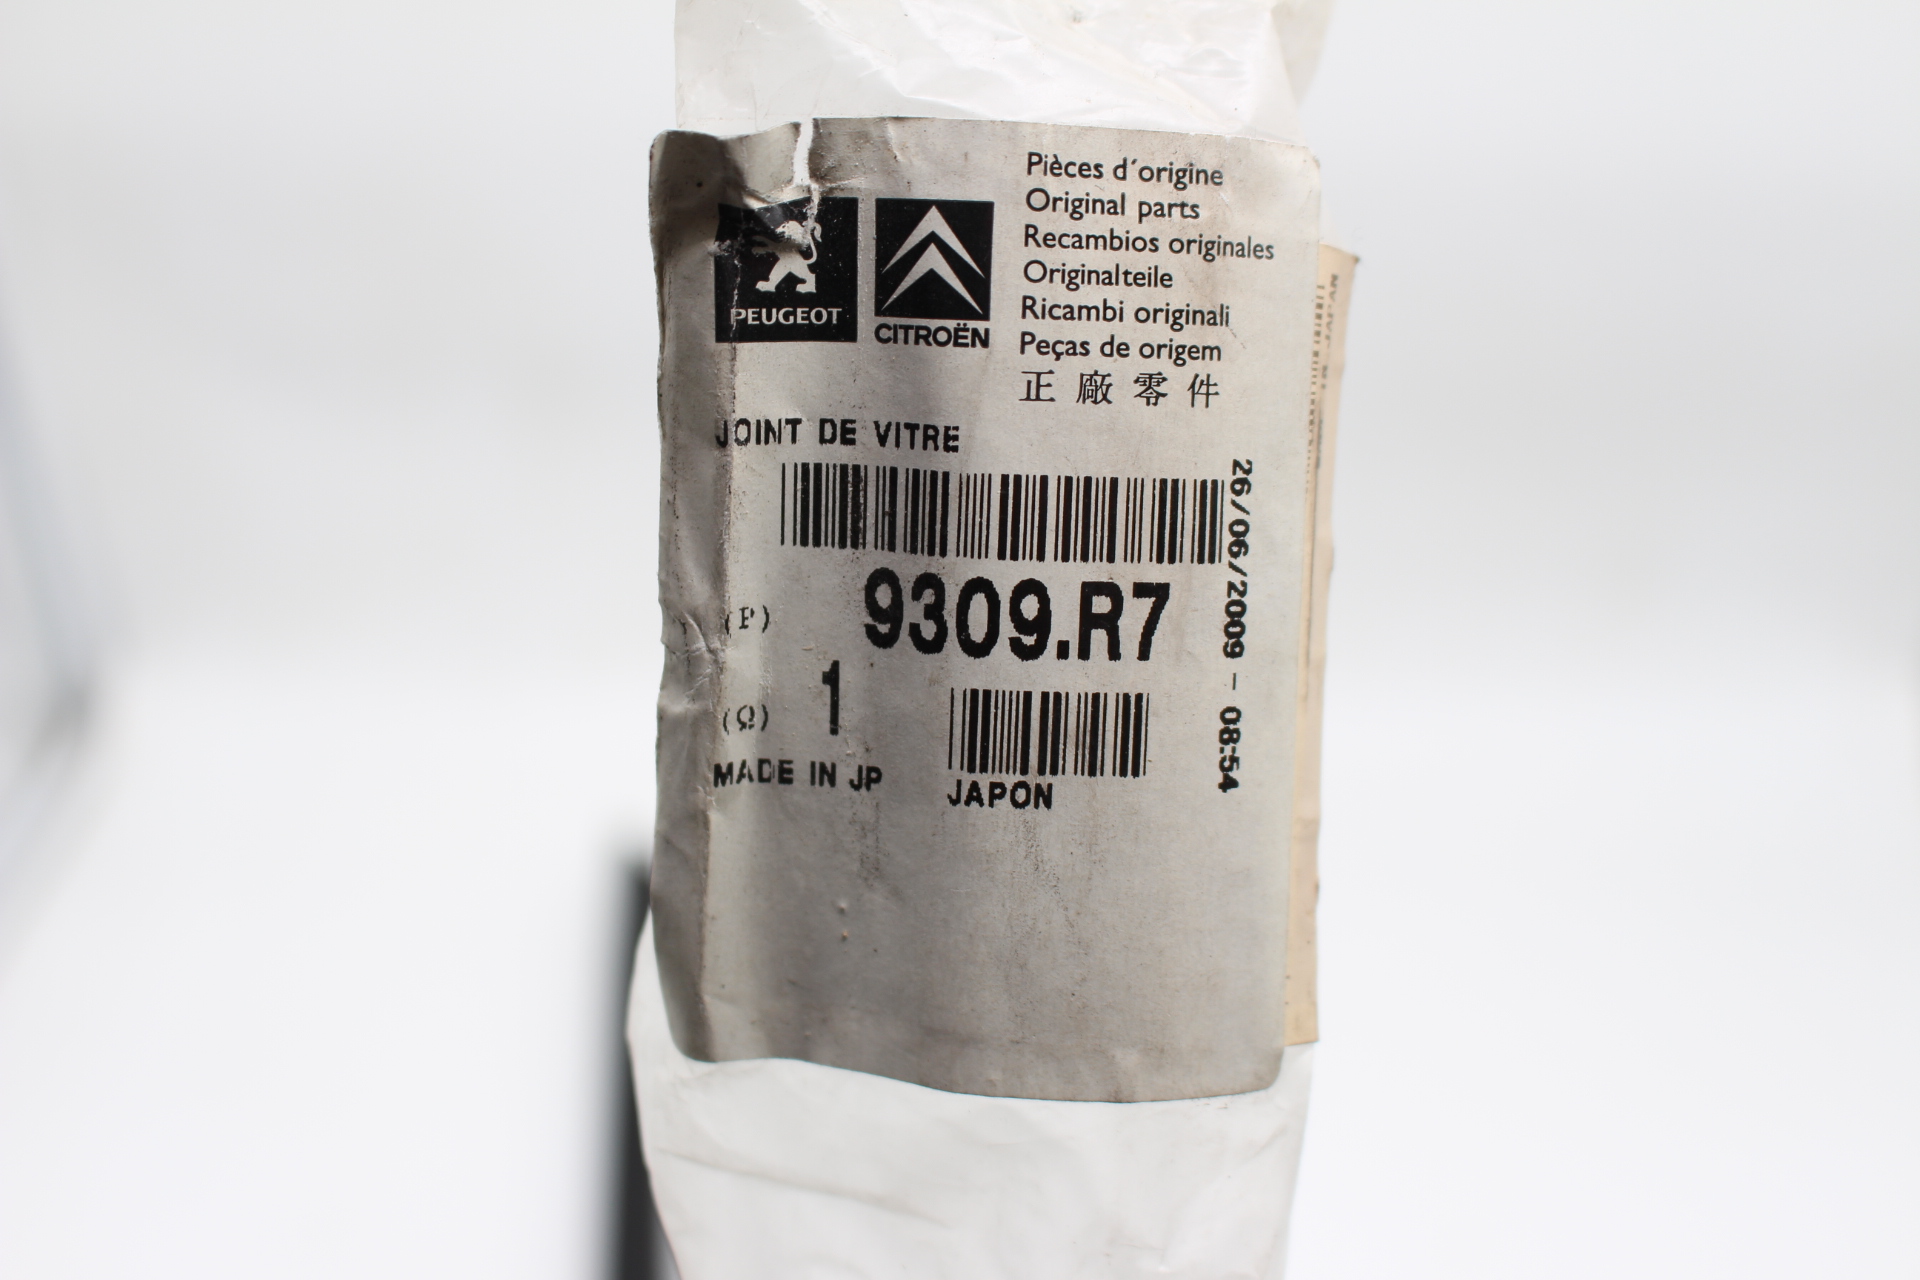 PEUGEOT
CITROËN
Pièces d´origine
Original parts
Recambios originales
Originalteile
Ricambi originali
Peças de origem
正廠零件
JOINT DE VITRE
(P) 9309.R7
(Q) 1
MADE IN JP
JAPON
26/06/2009 - 08:54
JAPAN